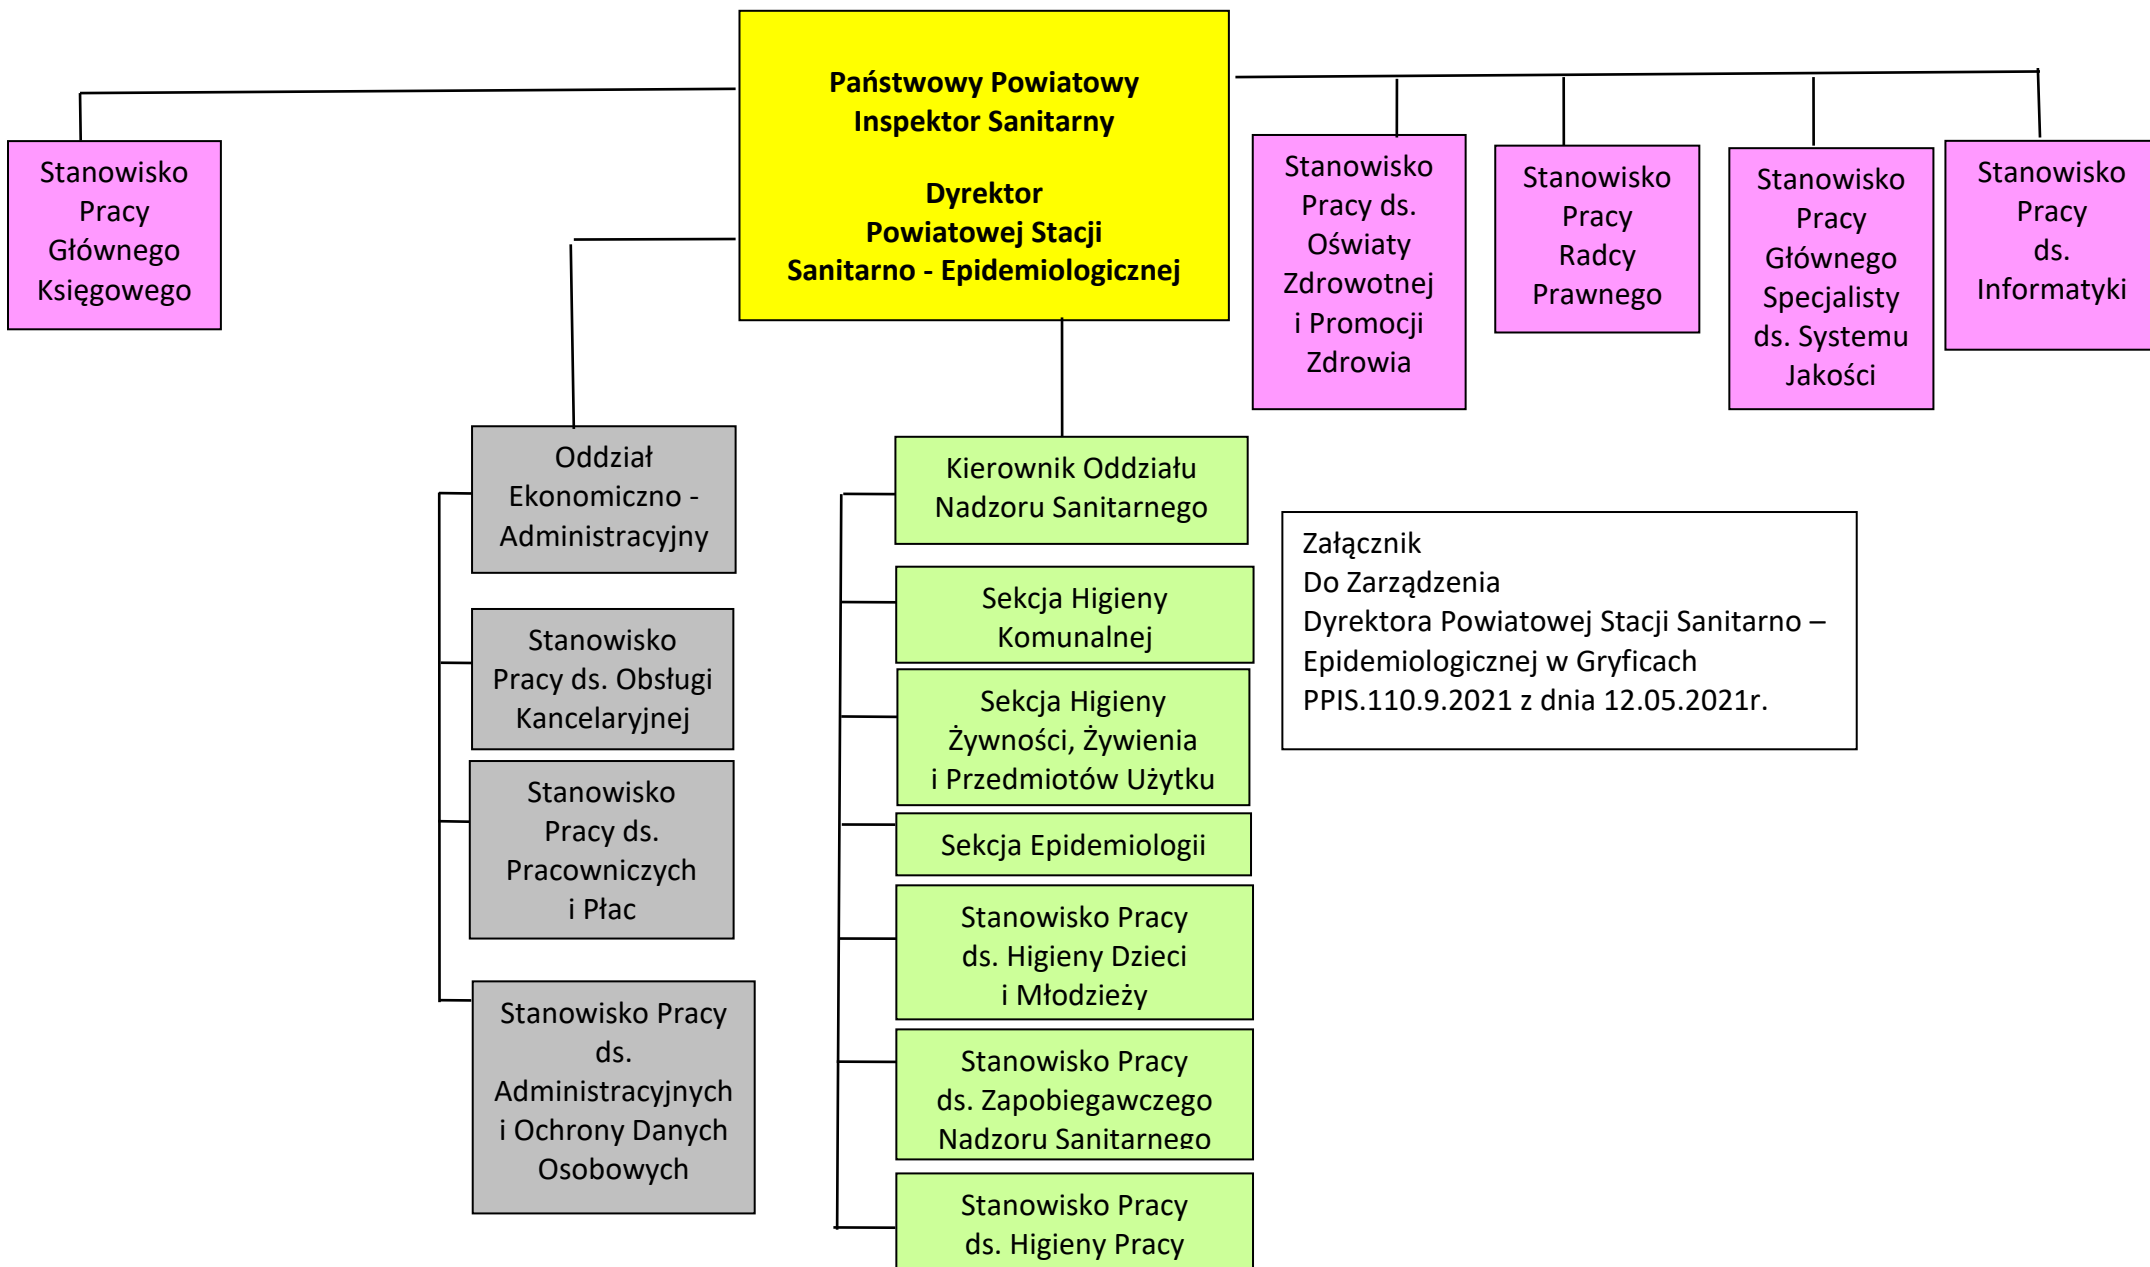 Państwowy Powiatowy
Inspektor Sanitarny
Dyrektor
Powiatowej Stacji
Sanitarno - Epidemiologicznej
Stanowisko
Pracy
Głównego
Księgowego
Stanowisko
Pracy ds.
Oświaty
Zdrowotnej
i Promocji
Zdrowia
Stanowisko
Pracy
Radcy
Prawnego
Stanowisko
Pracy
Głównego
Specjalisty
ds. Systemu
Jakości
Stanowisko
Pracy
ds.
Informatyki
Oddział
Ekonomiczno -
Administracyjny
Stanowisko
Pracy ds. Obsługi
Kancelaryjnej
Stanowisko
Pracy ds.
Pracowniczych
i Płac
Stanowisko Pracy
ds.
Administracyjnych
i Ochrony Danych
Osobowych
Kierownik Oddziału
Nadzoru Sanitarnego
Sekcja Higieny
Komunalnej
Sekcja Higieny
Żywności, Żywienia
i Przedmiotów Użytku
Sekcja Epidemiologii
Stanowisko Pracy
ds. Higieny Dzieci
i Młodzieży
Stanowisko Pracy
ds. Zapobiegawczego
Nadzoru Sanitarnego
Stanowisko Pracy
ds. Higieny Pracy
Załącznik
Do Zarządzenia
Dyrektora Powiatowej Stacji Sanitarno –
Epidemiologicznej w Gryficach
PPIS.110.9.2021 z dnia 12.05.2021r.